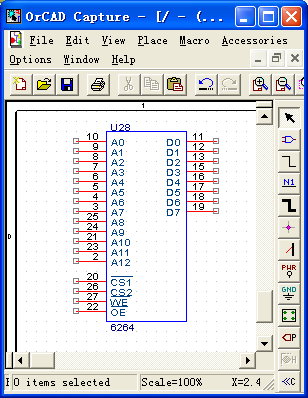 OrCAD Capture - [/ - (...
File Edit View Place Macro Accessories
Options Window Help
1
U28
10 A0 D0 11
9 A1 D1 12
8 A2 D2 13
7 A3 D3 15
6 A4 D4 16
5 A5 D5 17
4 A6 D6 18
3 A7 D7 19
25 A8
24 A9
21 A10
23 A11
2 A12
20 CS1
26 CS2
27 WE
22 OE
6264
N1
PWR
GND
P
C
0 items selected Scale=100% X=2.4